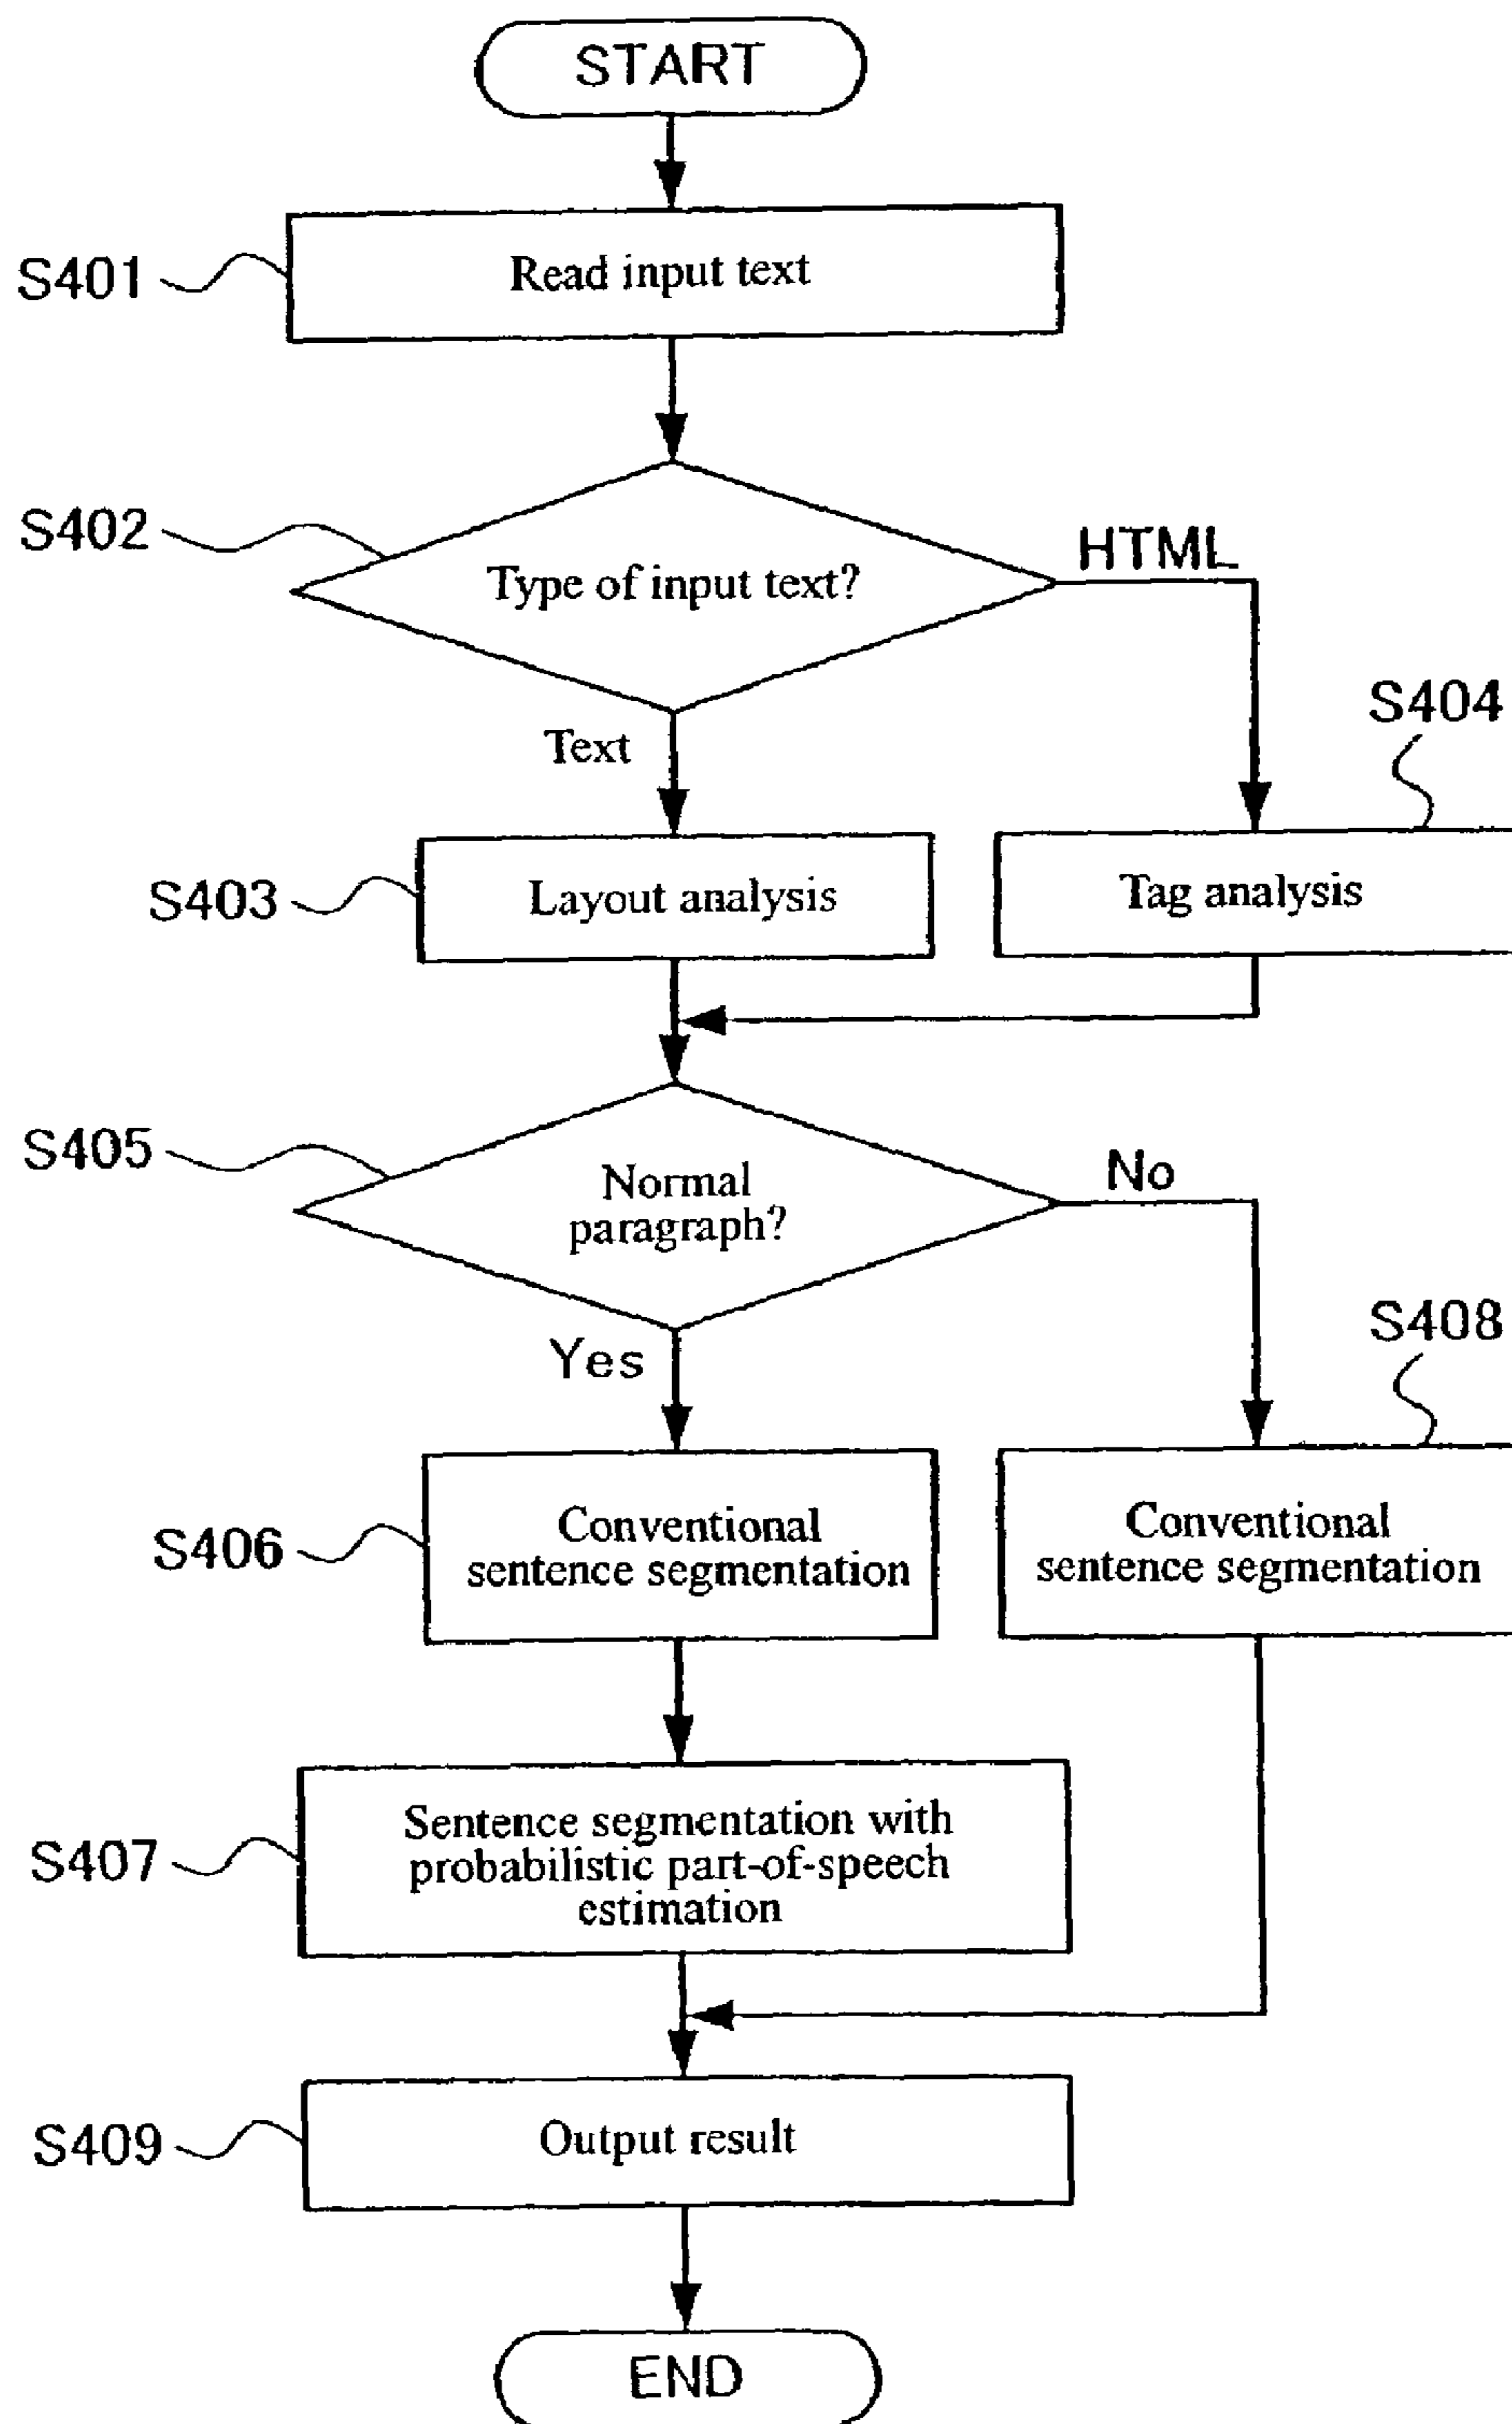 START
S401
Read input text
S402
Type of input text?
HTML
Text
S404
S403
Layout analysis
Tag analysis
S405
Normal
paragraph?
No
Yes
S408
S406
Conventional
sentence segmentation
Conventional
sentence segmentation
S407
Sentence segmentation with
probabilistic part-of-speech
estimation
S409
Output result
END